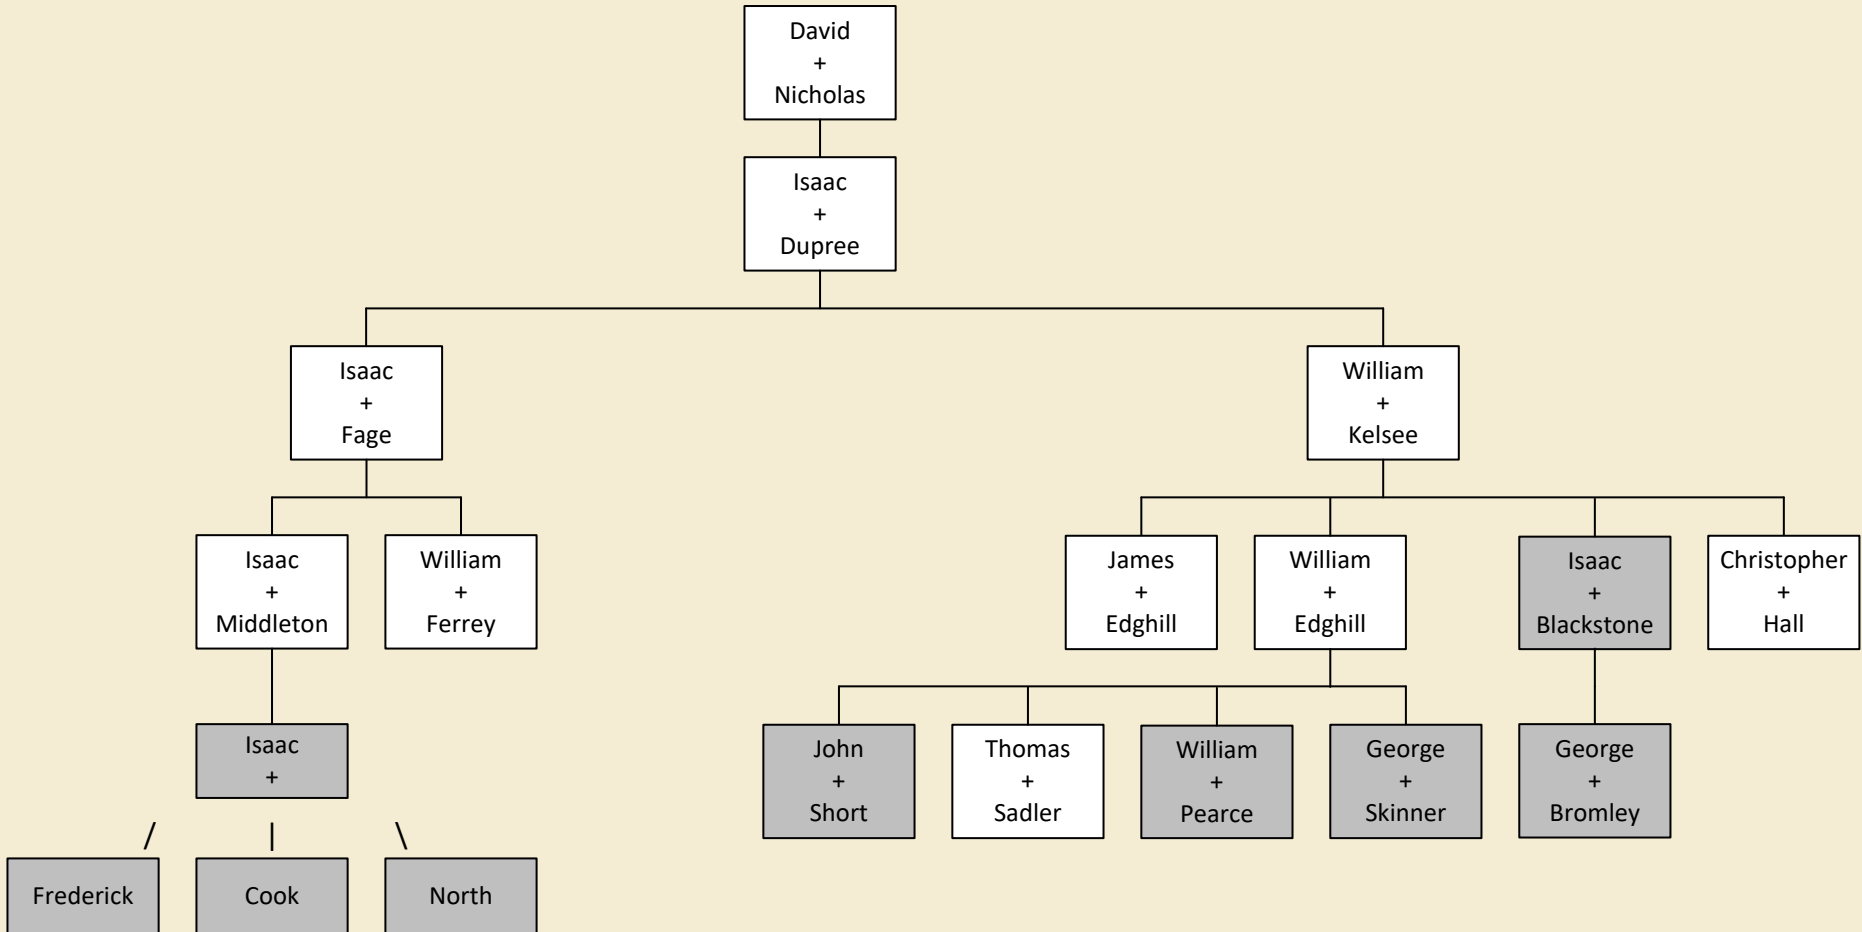 David
+
Nicholas
Isaac
+
Dupree
Isaac
+
Fage
William
+
Kelsee
Isaac
+
Middleton
William
+
Ferrey
James
+
Edghill
William
+
Edghill
Isaac
+
Blackstone
Christopher
+
Hall
Isaac
+
John
+
Short
Thomas
+
Sadler
William
+
Pearce
George
+
Skinner
George
+
Bromley
/ | \
Frederick
Cook
North